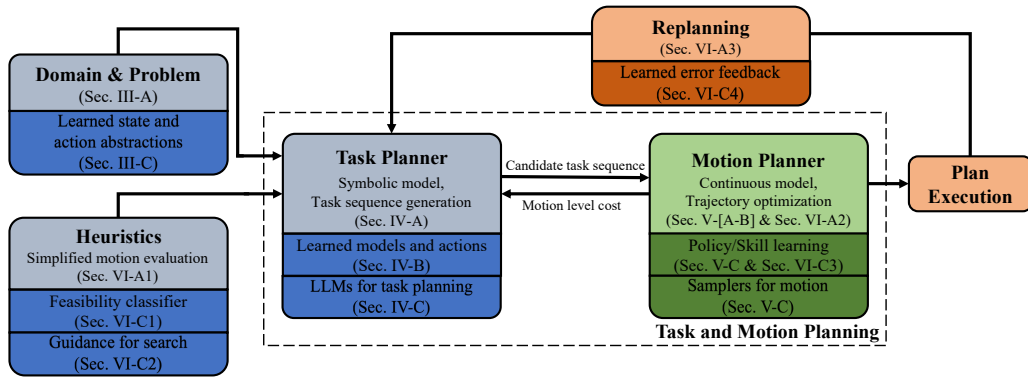 Domain & Problem
(Sec. III-A)
Learned state and
action abstractions
(Sec. III-C)
Heuristics
Simplified motion evaluation
(Sec. VI-A1)
Feasibility classifier
(Sec. VI-C1)
Guidance for search
(Sec. VI-C2)
Replanning
(Sec. VI-A3)
Learned error feedback
(Sec. VI-C4)
Task Planner
Symbolic model,
Task sequence generation
(Sec. IV-A)
Learned models and actions
(Sec. IV-B)
LLMs for task planning
(Sec. IV-C)
Candidate task sequence
Motion level cost
Motion Planner
Continuous model,
Trajectory optimization
(Sec. V-[A-B] & Sec. VI-A2)
Policy/Skill learning
(Sec. V-C & Sec. VI-C3)
Samplers for motion
(Sec. V-C)
Task and Motion Planning
Plan
Execution